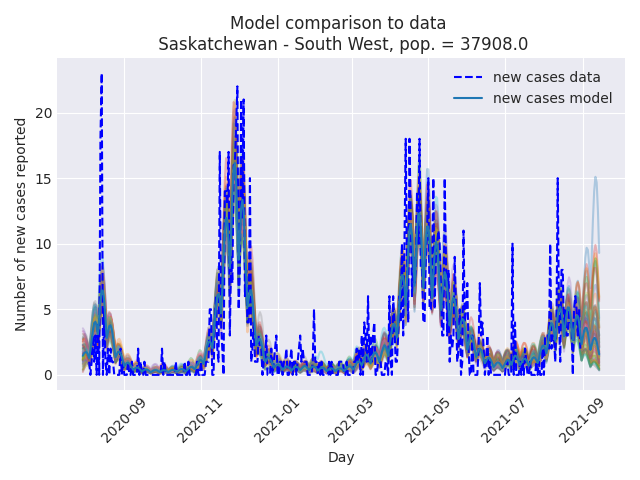 Model comparison to data
Saskatchewan - South West, pop. = 37908.0
new cases data
new cases model
Number of new cases reported
20
15
10
5
0
2020-09
2020-11
2021-01
2021-03
2021-05
2021-07
2021-09
Day